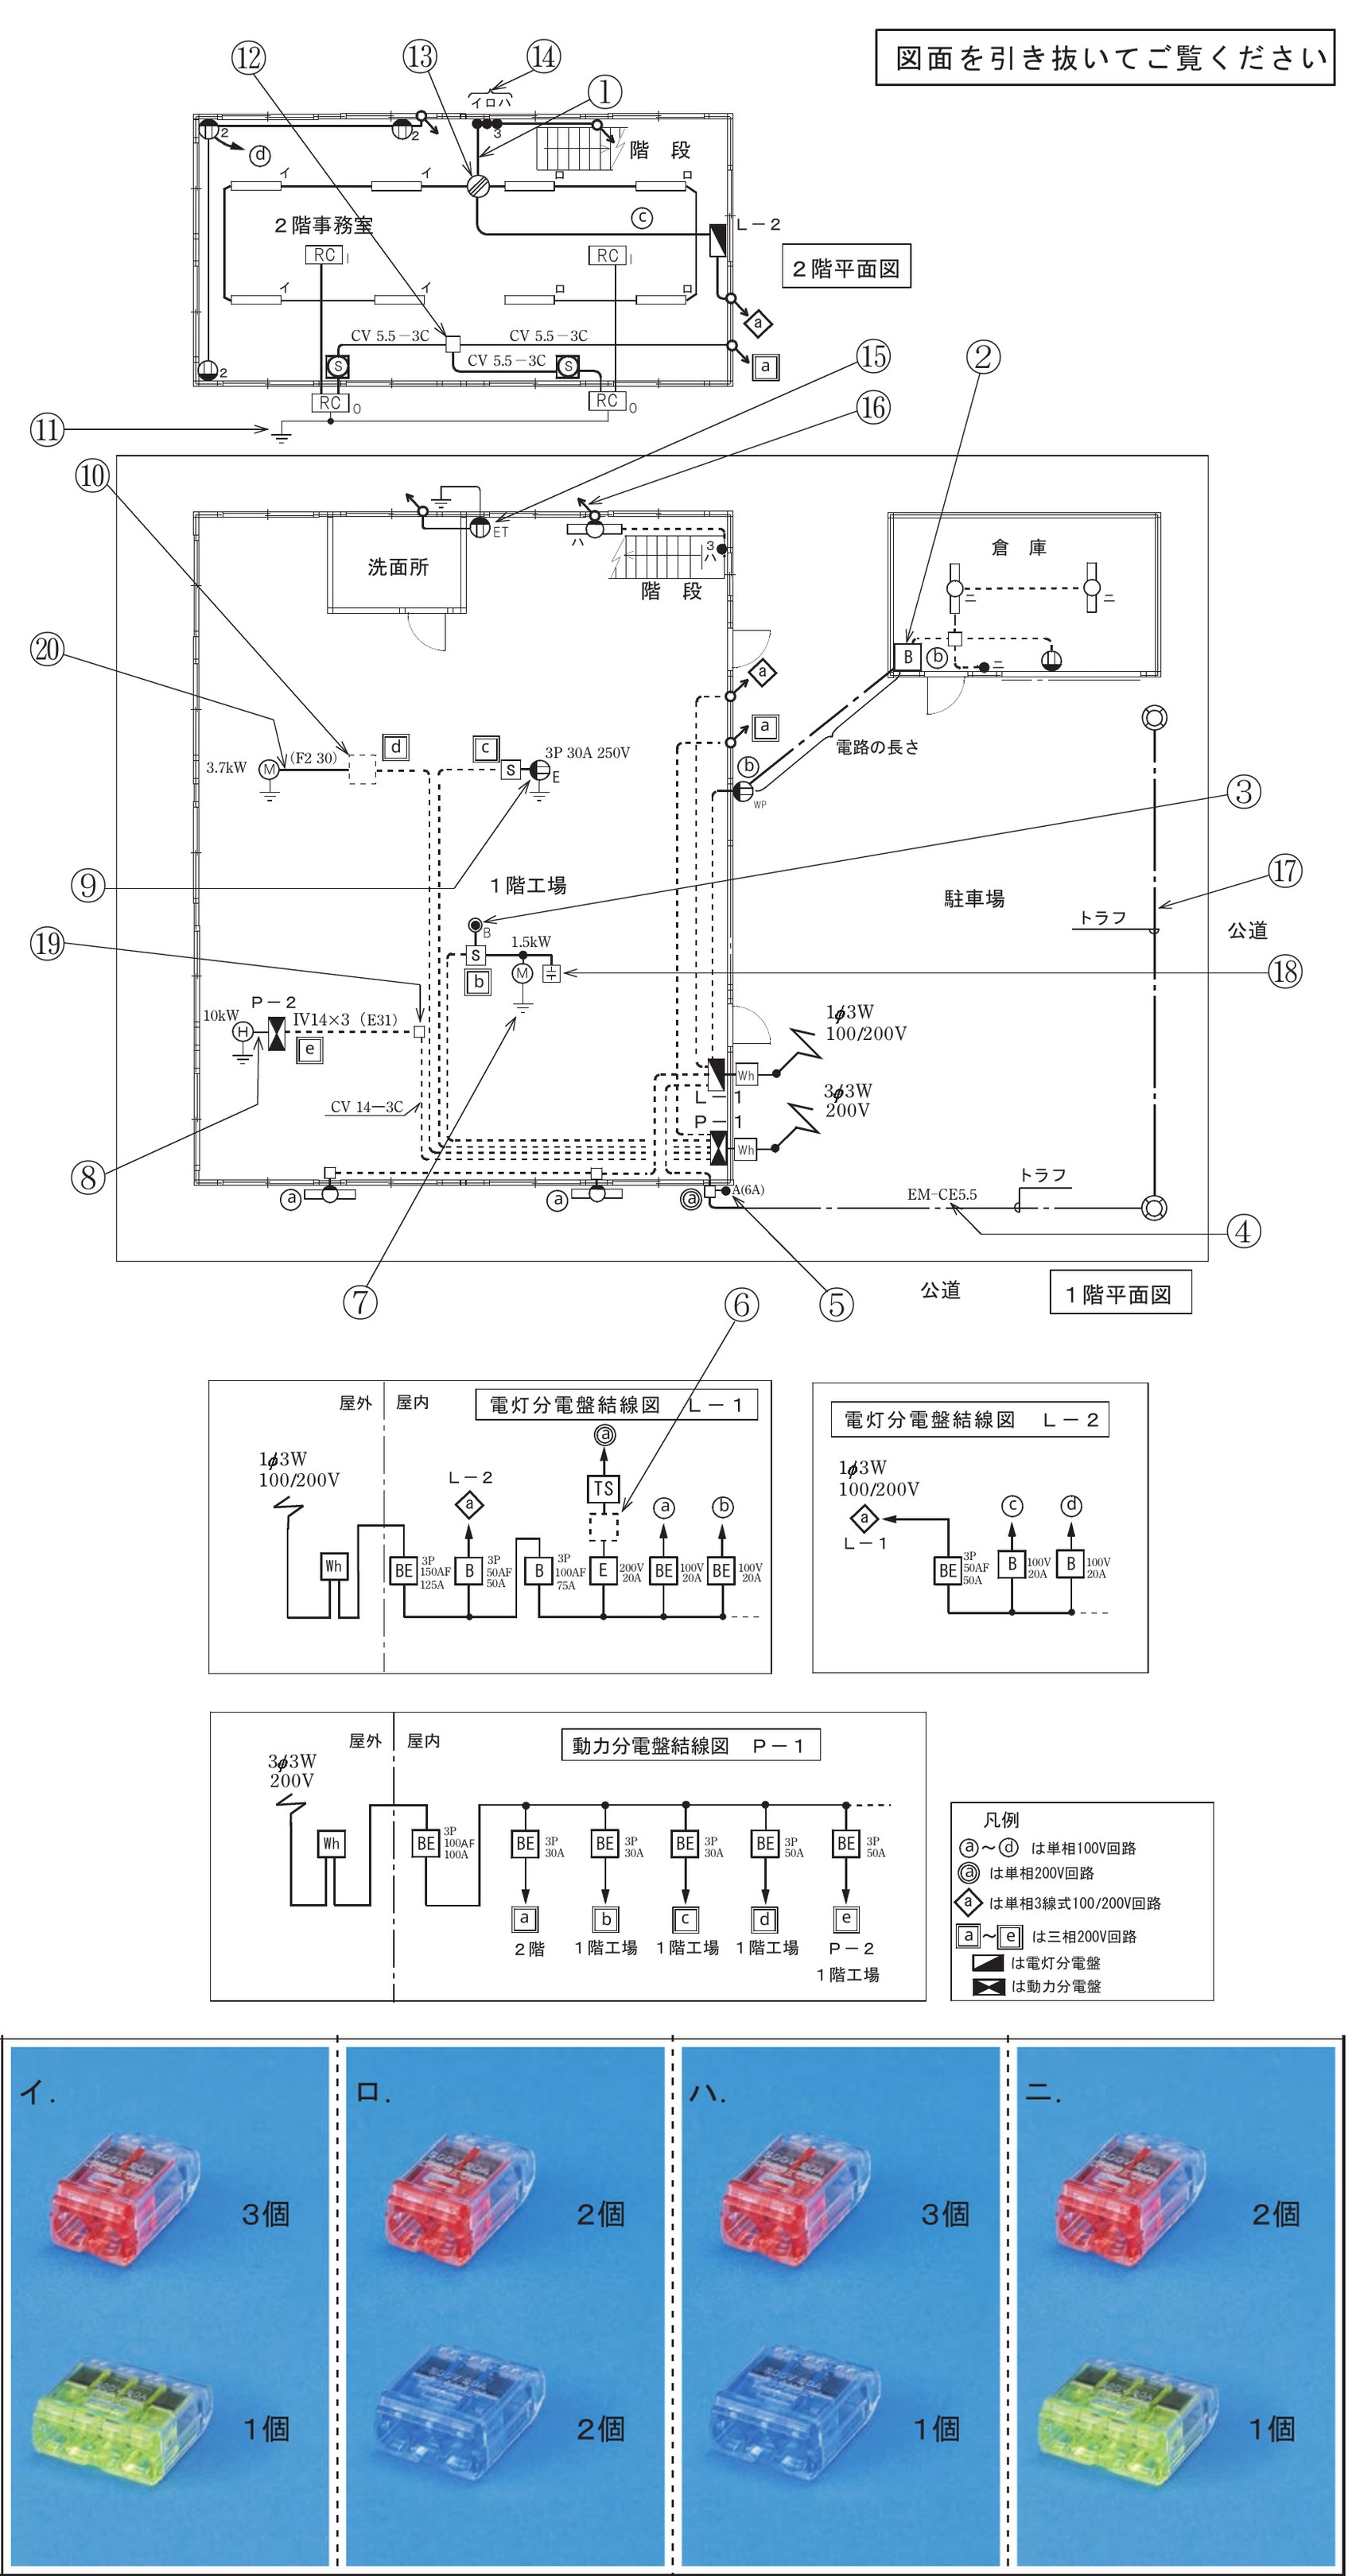 図面を引き抜いてご覧ください
⑫
⑬
⑭
①
イロハ
3
2
2
ⓓ
階 段
イ
イ
ロ
ロ
2階事務室
ⓒ
L−2
RC I
RC I
2階平面図
イ
イ
ロ
ロ
a
CV 5.5−3C
CV 5.5−3C
CV 5.5−3C
S
S
a
2
RC O
RC O
⑪
⑮
②
⑯
⑩
ET
ハ
3
ハ
洗面所
階 段
倉 庫
ニ
ニ
B
ⓑ
ニ
⑳
a
a
d
c
3P 30A 250V
3.7kW
M
(F2 30)
S
E
ⓑ
電路の長さ
WP
③
⑨
1階工場
駐車場
⑰
トラフ
公道
⑲
B
1.5kW
S
M
b
⑱
P−2
10kW
H
IV14×3 (E31)
e
1φ3W
100/200V
Wh
L−1
3φ3W
200V
P−1
Wh
CV 14−3C
⑧
ⓐ
ⓐ
ⓐ
A(6A)
EM−CE5.5
トラフ
④
⑦
⑥
⑤
公道
1階平面図
屋外
屋内
電灯分電盤結線図 L−1
1φ3W
100/200V
ⓐ
TS
L−2
a
ⓐ
ⓑ
Wh
BE
3P
150AF
125A
B
3P
50AF
50A
B
3P
100AF
75A
E
200V
20A
BE
100V
20A
BE
100V
20A
電灯分電盤結線図 L−2
1φ3W
100/200V
a
L−1
ⓒ
ⓓ
BE
3P
50AF
50A
B
100V
20A
B
100V
20A
屋外
屋内
動力分電盤結線図 P−1
3φ3W
200V
Wh
BE
3P
100AF
100A
BE
3P
30A
BE
3P
30A
BE
3P
30A
BE
3P
50A
BE
3P
50A
a
b
c
d
e
2階
1階工場
1階工場
1階工場
P−2
1階工場
凡例
ⓐ〜ⓓ は単相100V回路
ⓐ は単相200V回路
a は単相3線式100/200V回路
a〜e は三相200V回路
は電灯分電盤
は動力分電盤
イ.
3個
1個
ロ.
2個
2個
ハ.
3個
1個
ニ.
2個
1個